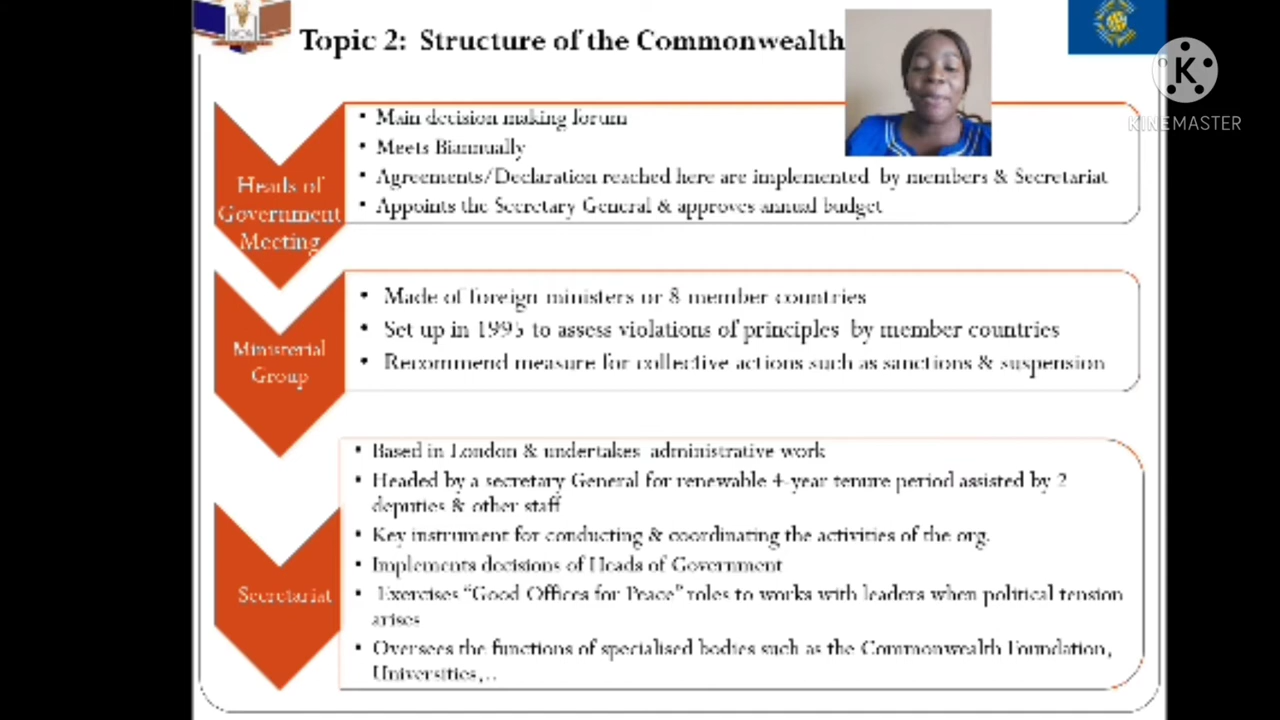 Topic 2: Structure of the Commonwealth
K
KINEMASTER
Heads of
Government
Meeting
• Main decision making forum
• Meets Biannually
• Agreements/Declaration reached here are implemented by members & Secretariat
• Appoints the Secretary General & approves annual budget
Ministerial
Group
• Made of foreign ministers or 8 member countries
• Set up in 1995 to assess violations of principles by member countries
• Recommend measure for collective actions such as sanctions & suspension
Secretariat
• Based in London & undertakes administrative work
• Headed by a secretary General for renewable 4-year tenure period assisted by 2
deputies & other staff
• Key instrument for conducting & coordinating the activities of the org.
• Implements decisions of Heads of Government
• Exercises “Good Offices for Peace” roles to works with leaders when political tension
arises
• Oversees the functions of specialised bodies such as the Commonwealth Foundation,
Universities,..